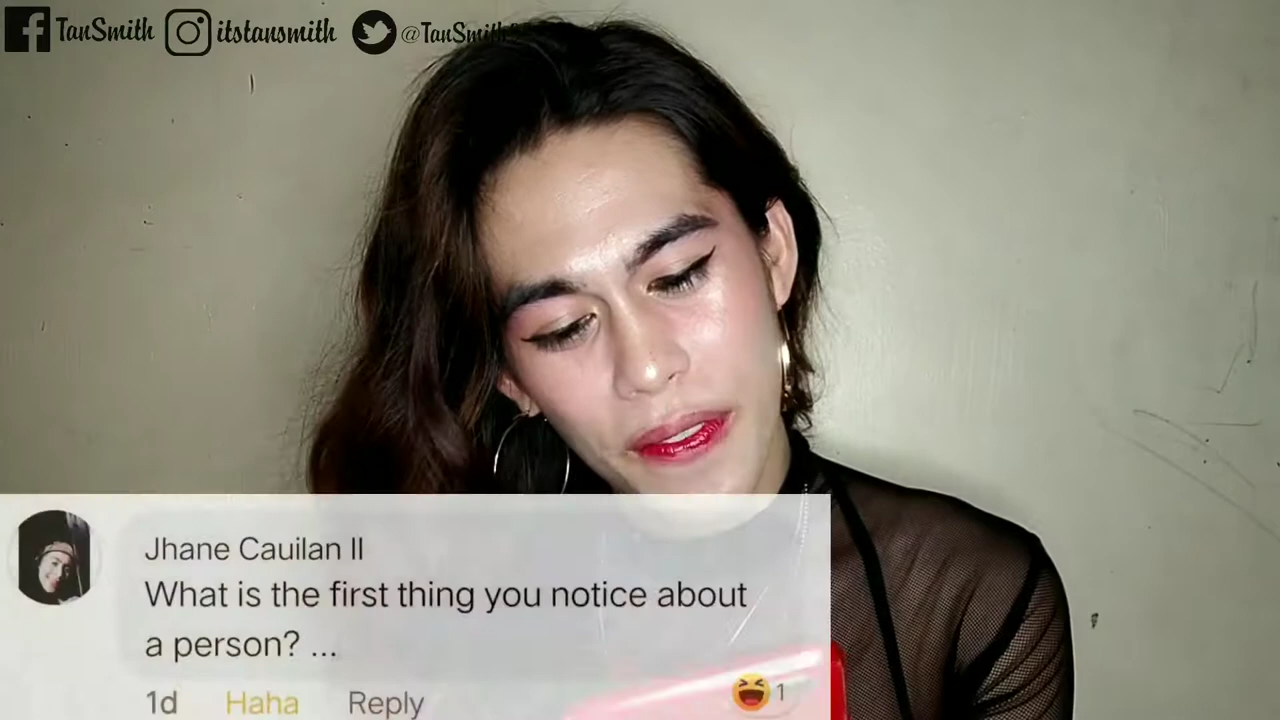 TanSmith itstansmith @TanSmith
Jhane Cauilan II
What is the first thing you notice about
a person? ...
1d Haha Reply 1